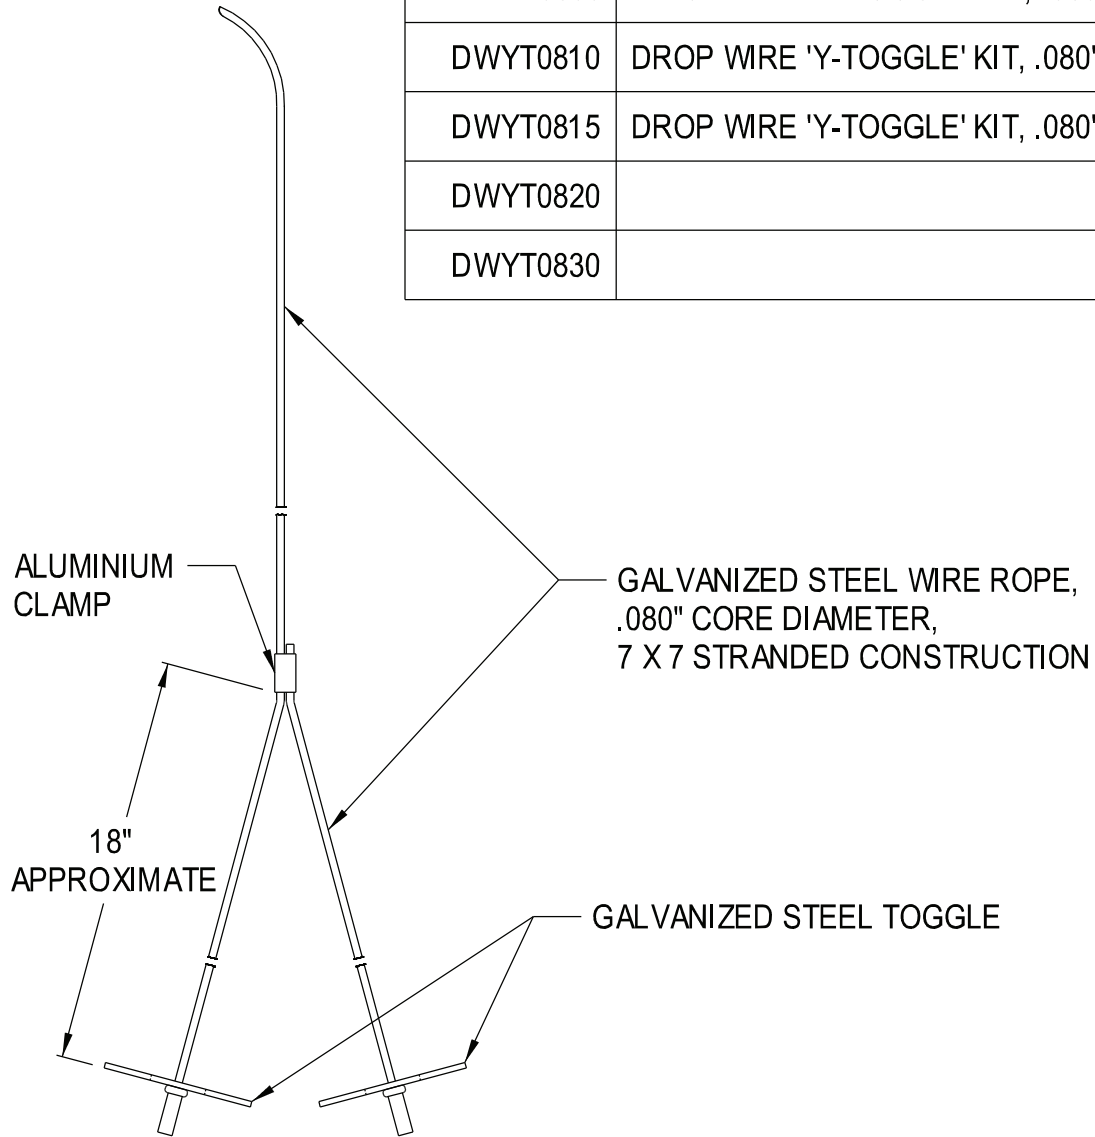 DWYT0810 DROP WIRE 'Y-TOGGLE' KIT, .080"
DWYT0815 DROP WIRE 'Y-TOGGLE' KIT, .080"
DWYT0820
DWYT0830
ALUMINIUM
CLAMP
GALVANIZED STEEL WIRE ROPE,
.080" CORE DIAMETER,
7 X 7 STRANDED CONSTRUCTION
18"
APPROXIMATE
GALVANIZED STEEL TOGGLE